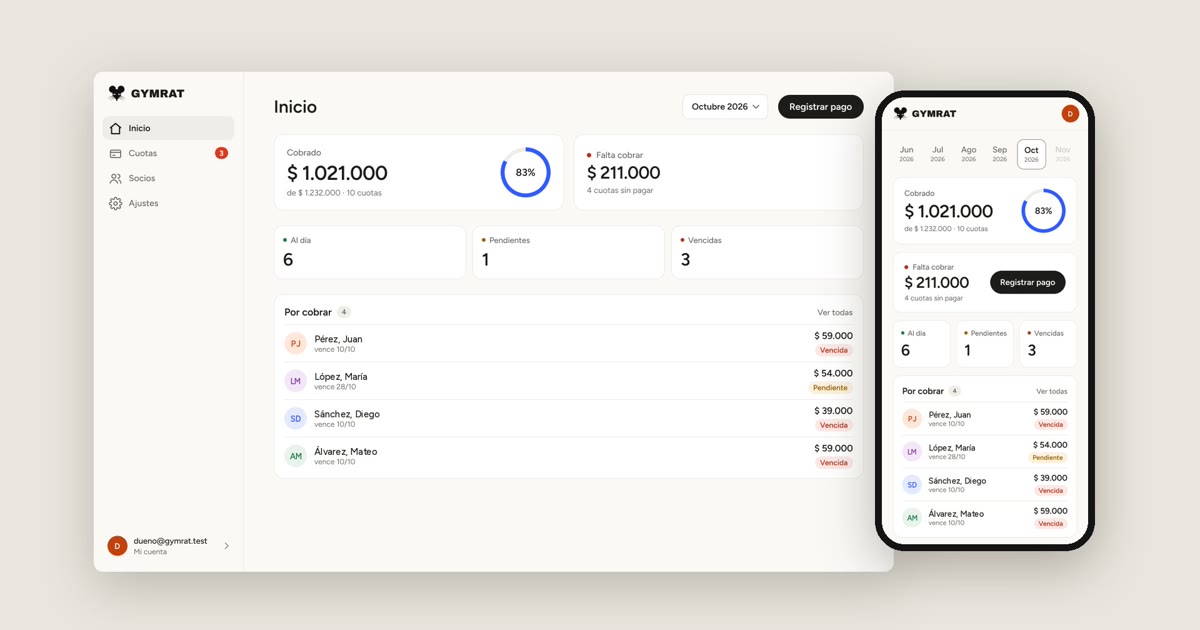 GYMRAT
Inicio
Cuotas 3
Socios
Ajustes
dueno@gymrat.test
Mi cuenta
Inicio
Octubre 2026
Registrar pago
Cobrado
$ 1.021.000
de $ 1.232.000 · 10 cuotas
83%
Falta cobrar
$ 211.000
4 cuotas sin pagar
Al día
6
Pendientes
1
Vencidas
3
Por cobrar 4
Ver todas
PJ
Pérez, Juan
vence 10/10
$ 59.000
Vencida
LM
López, María
vence 28/10
$ 54.000
Pendiente
SD
Sánchez, Diego
vence 10/10
$ 39.000
Vencida
AM
Álvarez, Mateo
vence 10/10
$ 59.000
Vencida
D
GYMRAT
D
Jun
2026
Jul
2026
Ago
2026
Sep
2026
Oct
2026
Nov
2026
Cobrado
$ 1.021.000
de $ 1.232.000 · 10 cuotas
83%
Falta cobrar
$ 211.000
4 cuotas sin pagar
Registrar pago
Al día
6
Pendientes
1
Vencidas
3
Por cobrar 4
Ver todas
PJ
Pérez, Juan
vence 10/10
$ 59.000
Vencida
LM
López, María
vence 28/10
$ 54.000
Pendiente
SD
Sánchez, Diego
vence 10/10
$ 39.000
Vencida
AM
Álvarez, Mateo
vence 10/10
$ 59.000
Vencida